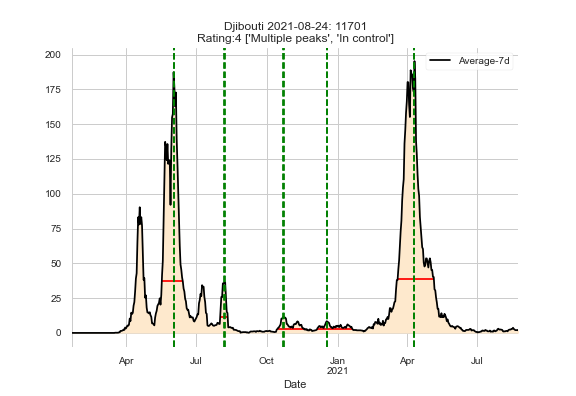 Djibouti 2021-08-24: 11701
Rating:4 ['Multiple peaks', 'In control']
Average-7d
200
175
150
125
100
75
50
25
0
Apr
Jul
Oct
Jan
2021
Apr
Jul
Date